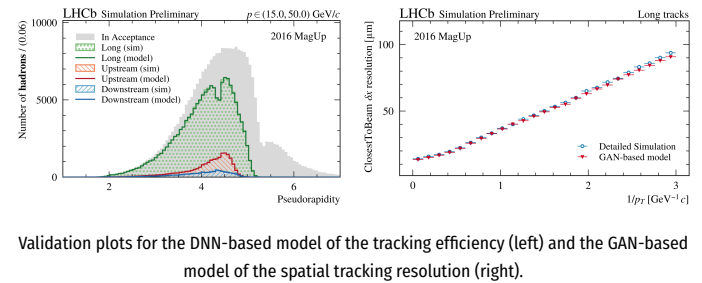 LHCb Simulation Preliminary p ∈ (15.0, 50.0) GeV/c
2016 MagUp
In Acceptance
Long (sim)
Long (model)
Upstream (sim)
Upstream (model)
Downstream (sim)
Downstream (model)
Number of hadrons / (0.06)
10000
5000
0
2 4 6
Pseudorapidity
LHCb Simulation Preliminary Long tracks
2016 MagUp
ClosestToBeam δx resolution [μm]
100
50
Detailed Simulation
GAN-based model
0 1 2 3
1/pT [GeV⁻¹ c]
Validation plots for the DNN-based model of the tracking efficiency (left) and the GAN-based
model of the spatial tracking resolution (right).